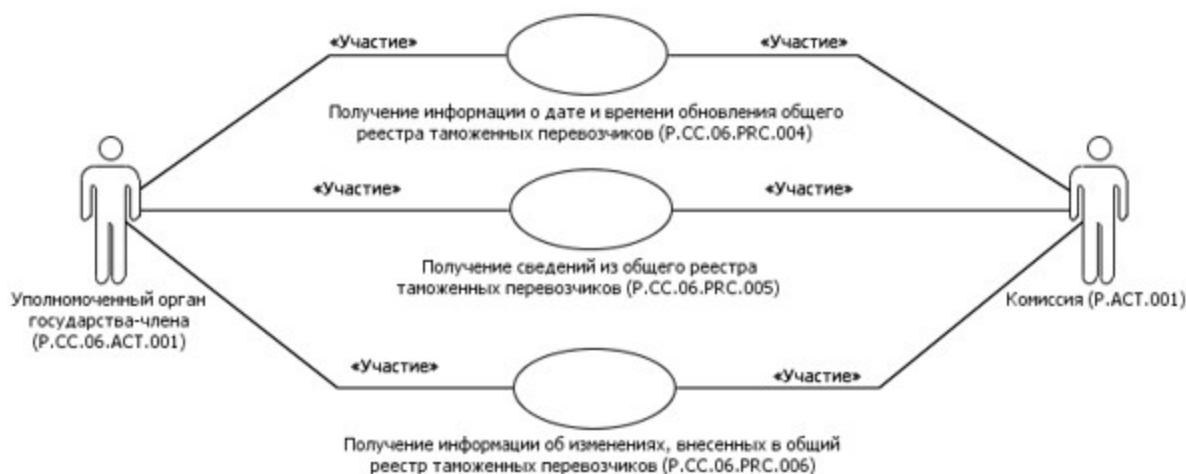 «Участие»
«Участие»
Получение информации о дате и времени обновления общего
реестра таможенных перевозчиков (P.CC.06.PRC.004)
«Участие»
«Участие»
Получение сведений из общего реестра
таможенных перевозчиков (P.CC.06.PRC.005)
Уполномоченный орган
государства-члена
(P.CC.06.ACT.001)
Комиссия (P.ACT.001)
«Участие»
«Участие»
Получение информации об изменениях, внесенных в общий
реестр таможенных перевозчиков (P.CC.06.PRC.006)